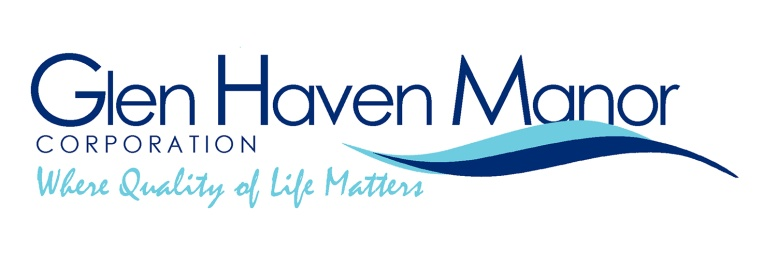 Glen Haven Manor
CORPORATION
Where Quality of Life Matters